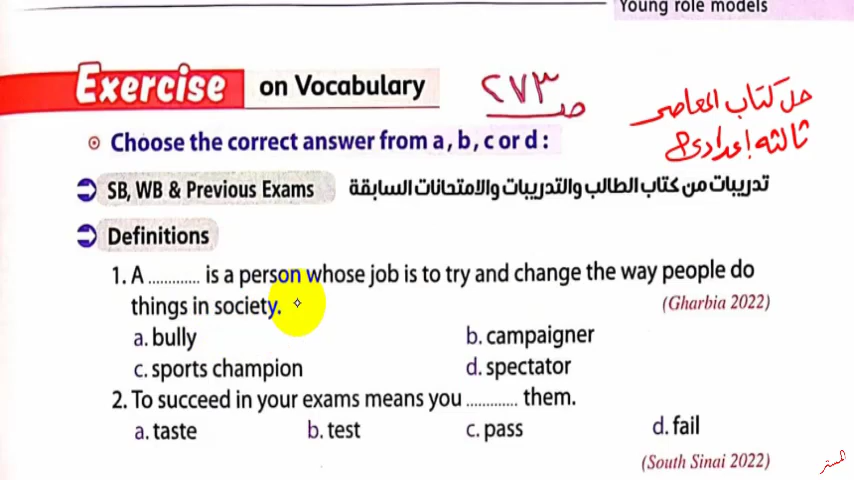 Young role models
Exercise on Vocabulary ص ٢٧٣
حل كتاب المعاصر
ثالثه إعدادى
Choose the correct answer from a, b, c or d :
SB, WB & Previous Exams تدريبات من كتاب الطالب والتدريبات والامتحانات السابقة
Definitions
1. A ............. is a person whose job is to try and change the way people do
things in society. (Gharbia 2022)
a. bully b. campaigner
c. sports champion d. spectator
2. To succeed in your exams means you ............. them.
a. taste b. test c. pass d. fail
(South Sinai 2022)